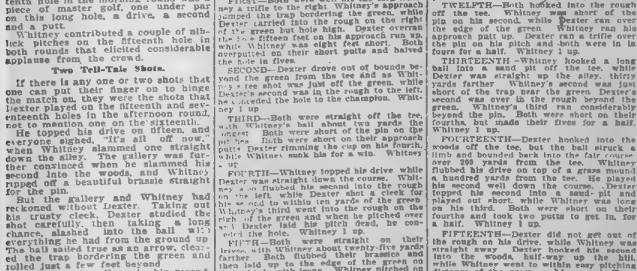 tenth hole in the
piece of master golf, one under par
on this long hole, a drive, a second
and a putt.
Whitney contributed a couple of nib-
lick pitches on the fifteenth hole in
both rounds that elicited considerable
applause from the crowd.
Two Tell-Tale Shots.
If there is any one or two shots that
one can put their finger on to hinge
the match on, they were the shots that
Dexter played on the fifteenth and sev-
enteenth holes in the afternoon round,
not to mention one on the sixteenth.
He topped his drive on fifteen, and
everyone sighed, "It's all off now,"
when Whitney slammed one straight
down the alley. The gallery was fur-
ther convinced when he slammed his
second into the woods, and Whitney
ripped off a beautiful brassie straight
for the pin.
But the gallery and Whitney had
reckoned without Dexter. Taking out
his trusty cleek, Dexter studied the
shot carefully, then taking a long
chance, slashed into the ball with
everything he had from the ground up
The ball sailed true as an arrow, clear-
ed the trap bordering the green and
rolled just a few feet beyond
a trifle to the right. Whitney's approach
jumped the trap bordering the green, while
Dexter carried into the rough on the right
of the green but hole high. Dexter overran
the fifteen feet on his approach run up
while Whitney was eight feet short. Both
overputted on their short putts and halved
the hole in fives.
SECOND—Dexter drove out of bounds be-
yond the green from the tee and as Whit-
ney's tee shot was just off the green, while
Dexter's second was in the rough to the left,
he conceded the hole to the champion. Whit-
ney 1 up
THIRD—Both were straight off the tee,
with Whitney's ball about two yards the
longest Both were short of the pin on the
Both were short on their approach
putts Dexter rimming the cup on his fourth,
while Whitney sunk his for a win. Whitney
up
FOURTH—Whitney topped his drive while
Dexter was straight down the course. Whit-
ney also flubbed his second into the rough
on the left, while Dexter shot a cleek for
his second to within ten yards of the green
Whitney's third went into the rough on the
right of the green and when he pitched over
Dexter laid his pitch dead, he con-
ceded the hole. Whitney 1 up.
FIFTH—Both were straight on their
drives, with Whitney about twenty-five yards
farther Both flubbed their brassies and
then laid up to the edge of the green on
Whitney pitched on
TWELFTH—Both hooked into the rough
off the tee. Whitney was short of the
pin on his second, while Dexter ran over
the edge of the green Whitney ran his
approach putt up. Dexter ran a trifle over
the pin on his pitch and both were in on
fours for a half. Whitney 1 up.
THIRTEENTH—Whitney hooked a long
ball into a sand pit off the tee, while
Dexter was straight up the alley, thirty
yards farther Whitney's second was just
short of the trap near the green Dexter's
second was over in the rough beyond the
green. Whitney's third ran considerably
beyond the pin. Both were short on their
fourths, but made their fives for a half.
Whitney 1 up.
FOURTEENTH—Dexter hooked into the
woods off the tee, but the ball struck a
limb and bounded back into the fair course
over 200 yards from the tee. Whitney
flubbed his drive on top of a grass mound
a hundred yards from the tee. He played
his second well down the course. Dexter
topped his second into a sand pit and
played out short, while Whitney was long
on his third. Both were short on their
fourths and took two putts to get in, for
a half. Whitney 1 up.
FIFTEENTH—Dexter did not get out of
the rough on his drive, while Whitney was
straight away Dexter hooked his second
into the woods, half-way up the hill
while Whitney went to within easy pitching